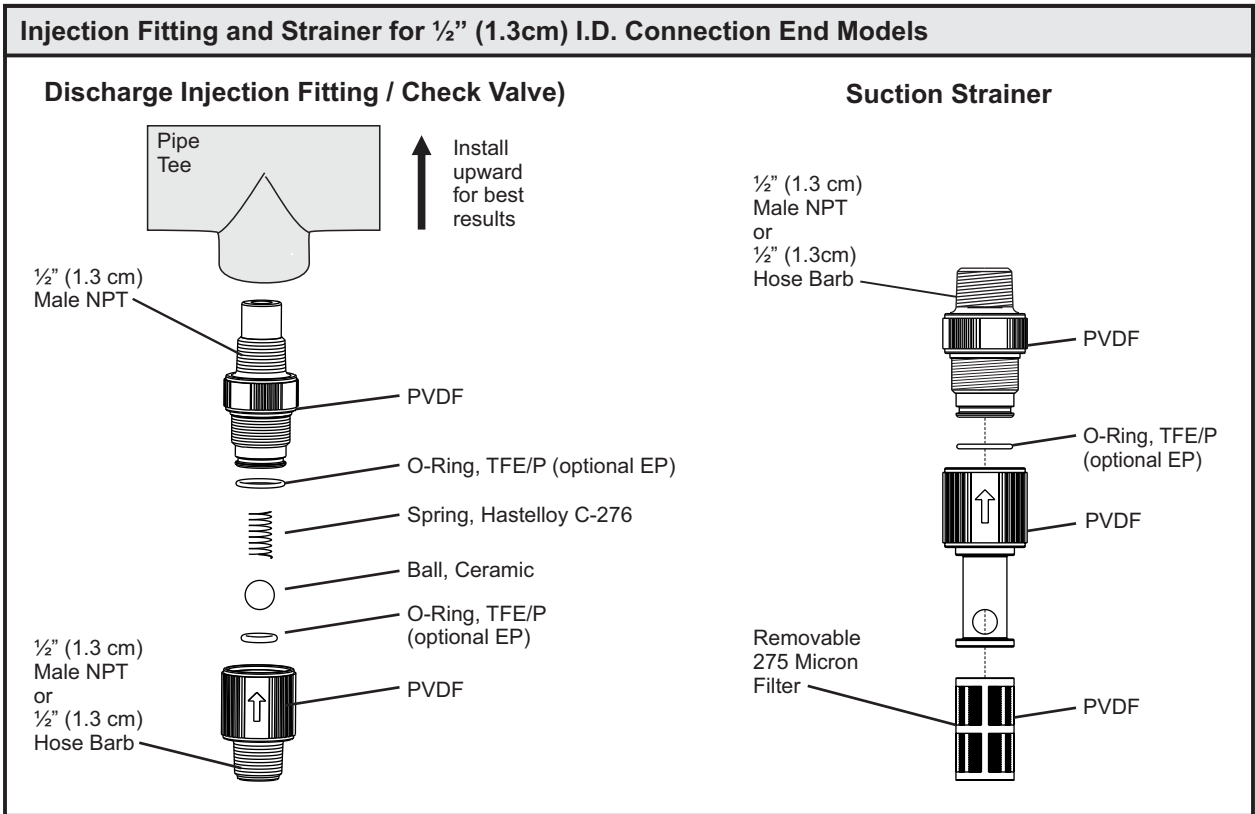 Injection Fitting and Strainer for ½” (1.3cm) I.D. Connection End Models
Discharge Injection Fitting / Check Valve)
Pipe
Tee
Install
upward
for best
results
½” (1.3 cm)
Male NPT
PVDF
O-Ring, TFE/P (optional EP)
Spring, Hastelloy C-276
Ball, Ceramic
O-Ring, TFE/P
(optional EP)
½” (1.3 cm)
Male NPT
or
½” (1.3 cm)
Hose Barb
PVDF
Suction Strainer
½” (1.3 cm)
Male NPT
or
½” (1.3cm)
Hose Barb
PVDF
O-Ring, TFE/P
(optional EP)
PVDF
Removable
275 Micron
Filter
PVDF